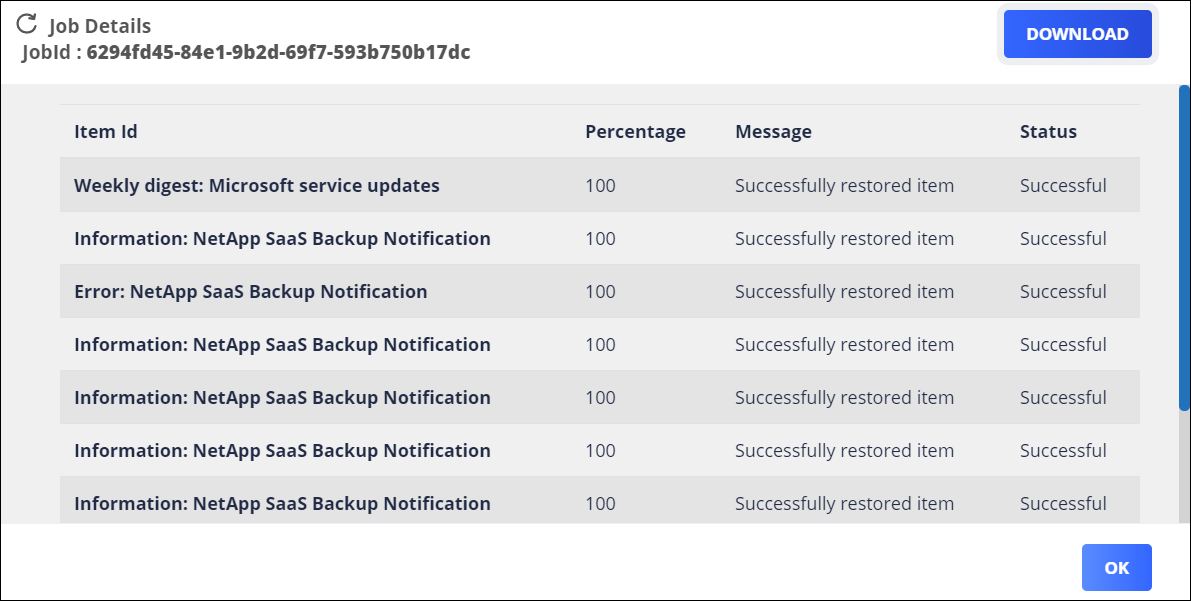 Job Details
JobId : 6294fd45-84e1-9b2d-69f7-593b750b17dc
DOWNLOAD
Item Id Percentage Message Status
Weekly digest: Microsoft service updates 100 Successfully restored item Successful
Information: NetApp SaaS Backup Notification 100 Successfully restored item Successful
Error: NetApp SaaS Backup Notification 100 Successfully restored item Successful
Information: NetApp SaaS Backup Notification 100 Successfully restored item Successful
Information: NetApp SaaS Backup Notification 100 Successfully restored item Successful
Information: NetApp SaaS Backup Notification 100 Successfully restored item Successful
Information: NetApp SaaS Backup Notification 100 Successfully restored item Successful
OK